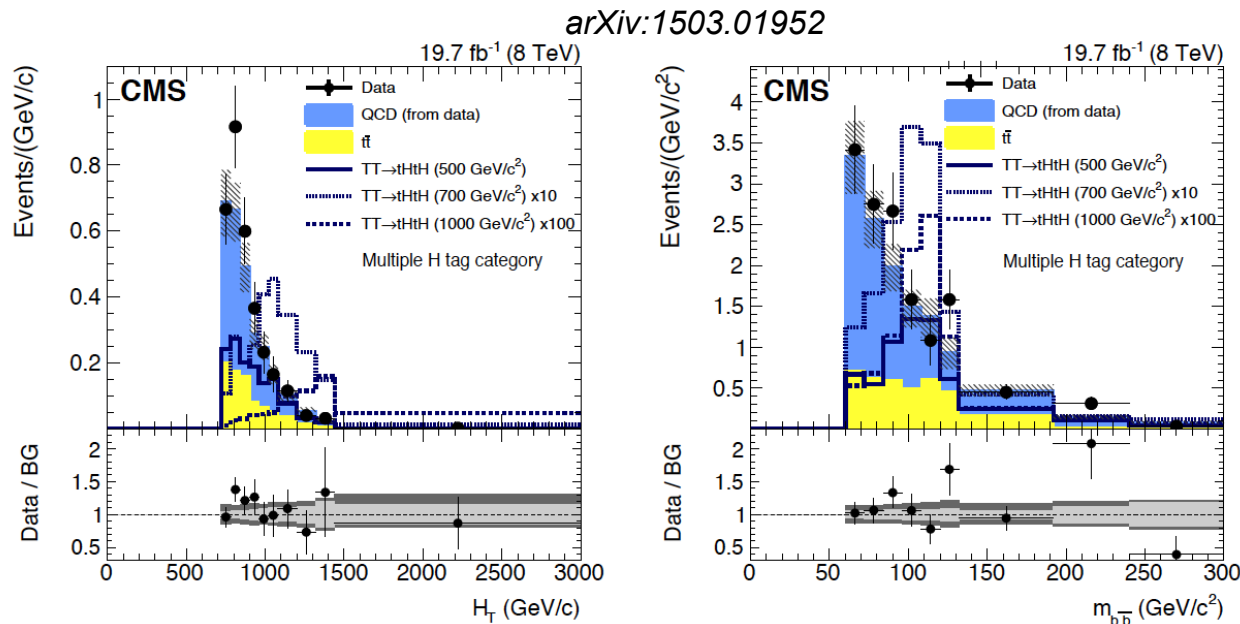 arXiv:1503.01952
19.7 fb⁻¹ (8 TeV)
CMS
Data
QCD (from data)
tt̄
TT→tHtH (500 GeV/c²)
TT→tHtH (700 GeV/c²) x10
TT→tHtH (1000 GeV/c²) x100
Multiple H tag category
Events/(GeV/c)
1
0.8
0.6
0.4
0.2
Data / BG
2
1.5
1
0.5
0 500 1000 1500 2000 2500 3000
H_T (GeV/c)
19.7 fb⁻¹ (8 TeV)
CMS
Data
QCD (from data)
tt̄
TT→tHtH (500 GeV/c²)
TT→tHtH (700 GeV/c²) x10
TT→tHtH (1000 GeV/c²) x100
Multiple H tag category
Events/(GeV/c²)
4
3.5
3
2.5
2
1.5
1
0.5
Data / BG
2
1.5
1
0.5
0 50 100 150 200 250 300
m_bb̄ (GeV/c²)